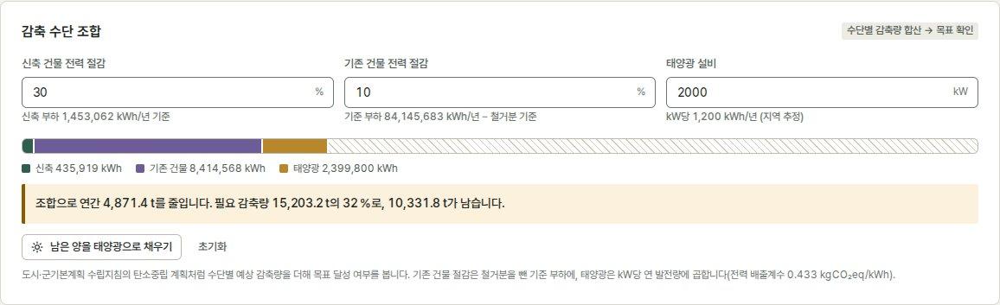 감축 수단 조합
수단별 감축량 합산 → 목표 확인
신축 건물 전력 절감
기존 건물 전력 절감
태양광 설비
30 %
10 %
2000 kW
신축 부하 1,453,062 kWh/년 기준
기준 부하 84,145,683 kWh/년 − 철거분 기준
kW당 1,200 kWh/년 (지역 추정)
신축 435,919 kWh
기존 건물 8,414,568 kWh
태양광 2,399,800 kWh
조합으로 연간 4,871.4 t를 줄입니다. 필요 감축량 15,203.2 t의 32 %로, 10,331.8 t가 남습니다.
남은 양을 태양광으로 채우기
초기화
도시·군기본계획 수립지침의 탄소중립 계획처럼 수단별 예상 감축량을 더해 목표 달성 여부를 봅니다. 기존 건물 절감은 철거분을 뺀 기준 부하에, 태양광은 kW당 연 발전량에 곱합니다(전력 배출계수 0.433 kgCO₂eq/kWh).